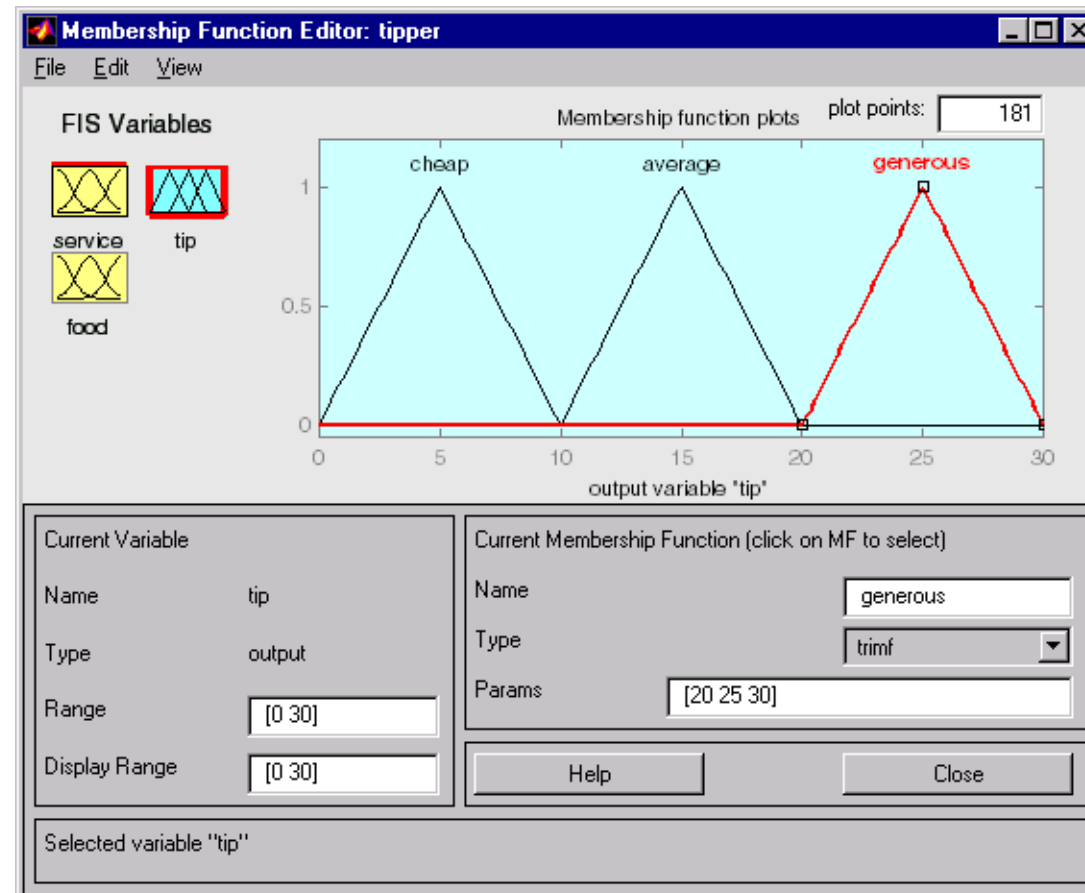 Membership Function Editor: tipper
File Edit View
FIS Variables
service
tip
food
Membership function plots
plot points:
181
cheap
average
generous
1
0.5
0
0 5 10 15 20 25 30
output variable "tip"
Current Variable
Name tip
Type output
Range [0 30]
Display Range [0 30]
Current Membership Function (click on MF to select)
Name generous
Type trimf
Params [20 25 30]
Help
Close
Selected variable "tip"